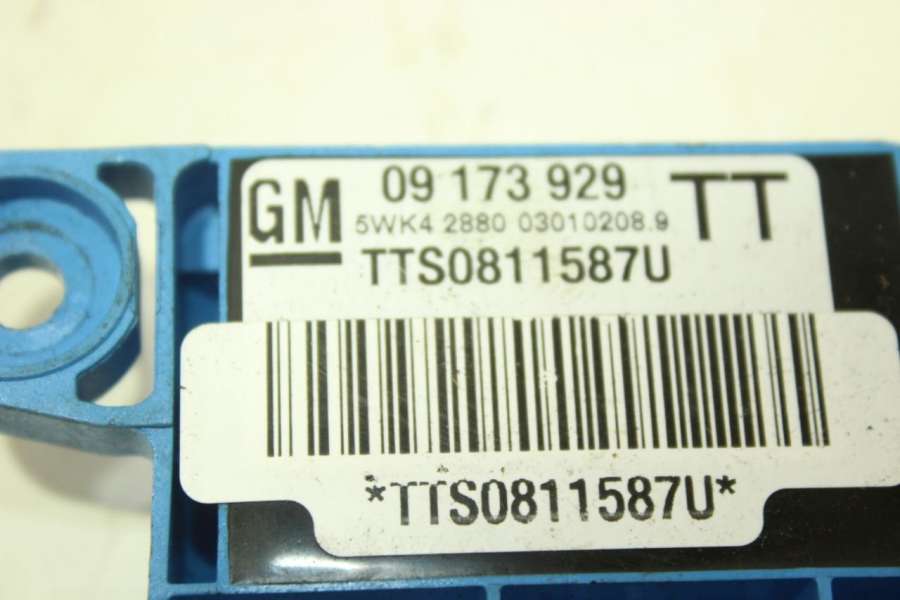 GM 09 173 929 TT
5WK4 2880 03010208.9
TTS0811587U
*TTS0811587U*